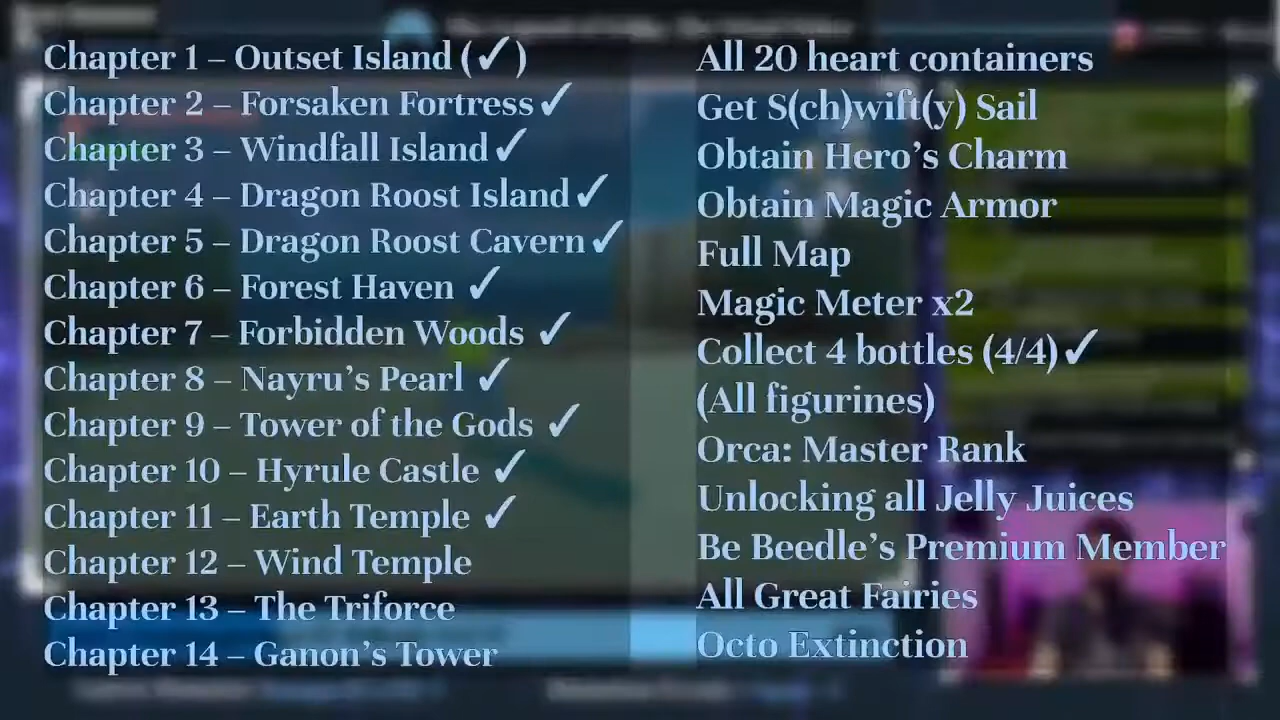 Chapter 1 – Outset Island (✓)
Chapter 2 – Forsaken Fortress ✓
Chapter 3 – Windfall Island ✓
Chapter 4 – Dragon Roost Island ✓
Chapter 5 – Dragon Roost Cavern ✓
Chapter 6 – Forest Haven ✓
Chapter 7 – Forbidden Woods ✓
Chapter 8 – Nayru's Pearl ✓
Chapter 9 – Tower of the Gods ✓
Chapter 10 – Hyrule Castle ✓
Chapter 11 – Earth Temple ✓
Chapter 12 – Wind Temple
Chapter 13 – The Triforce
Chapter 14 – Ganon's Tower
All 20 heart containers
Get S(ch)wift(y) Sail
Obtain Hero's Charm
Obtain Magic Armor
Full Map
Magic Meter x2
Collect 4 bottles (4/4) ✓
(All figurines)
Orca: Master Rank
Unlocking all Jelly Juices
Be Beedle's Premium Member
All Great Fairies
Octo Extinction